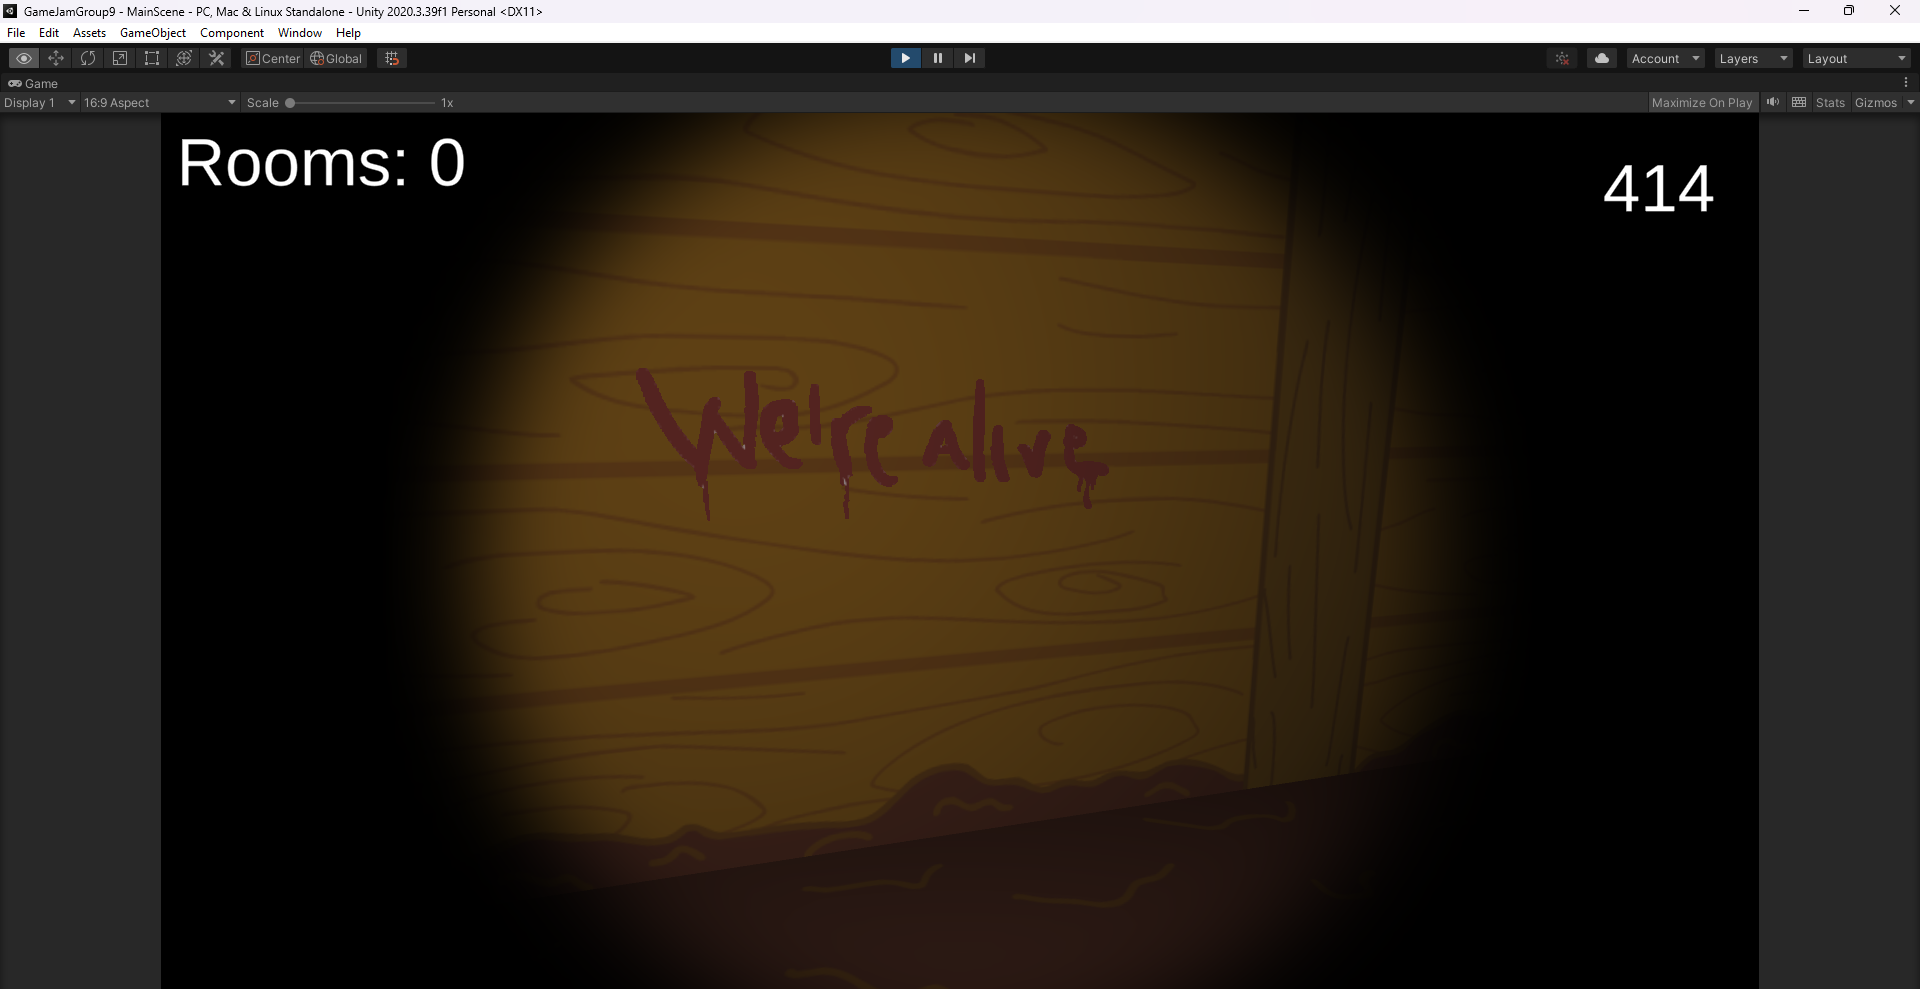 GameJamGroup9 - MainScene - PC, Mac & Linux Standalone - Unity 2020.3.39f1 Personal <DX11>
File Edit Assets GameObject Component Window Help
Center Global Account Layers Layout
Game
Display 1 16:9 Aspect Scale 1x Maximize On Play Stats Gizmos
Rooms: 0
414
We're alive